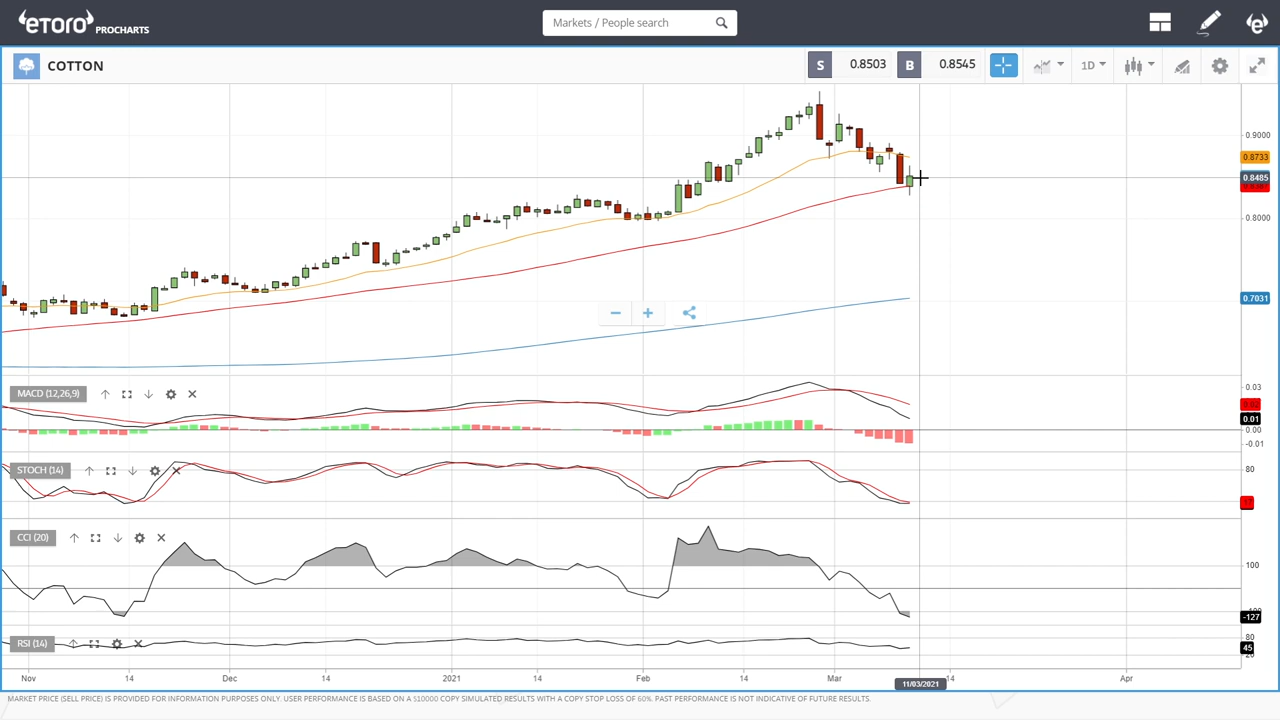 eToro PROCHARTS
Markets / People search
COTTON
S 0.8503 B 0.8545
1D
0.9000
0.8733
0.8485
0.8000
0.7031
MACD (12,26,9)
0.03
0.01
0.00
-0.01
STOCH (14)
80
CCI (20)
100
-127
RSI (14)
80
45
Nov 14 Dec 14 2021 14 Feb 14 Mar 14 Apr
11/03/2021
MARKET PRICE (SELL PRICE) IS PROVIDED FOR INFORMATION PURPOSES ONLY. USER PERFORMANCE IS BASED ON A $10000 COPY SIMULATED RESULTS WITH A COPY STOP LOSS OF 60%. PAST PERFORMANCE IS NOT INDICATIVE OF FUTURE RESULTS.